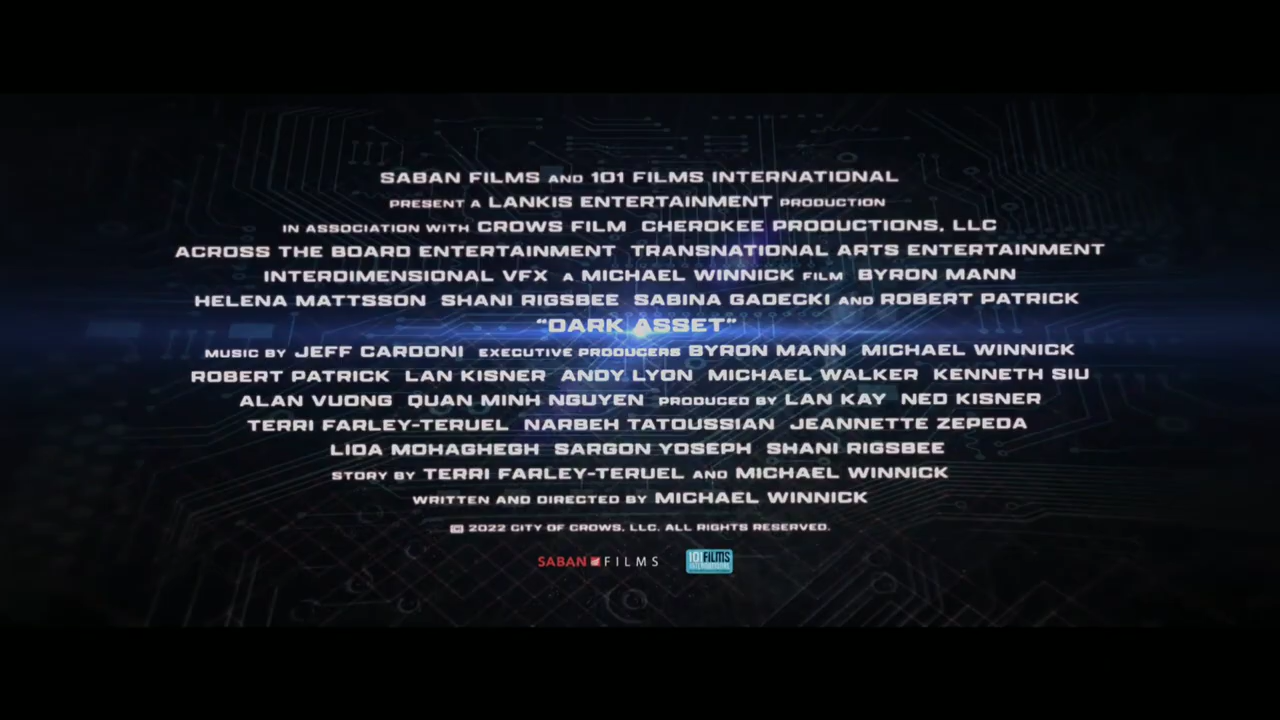 SABAN FILMS AND 101 FILMS INTERNATIONAL
PRESENT A LANKIS ENTERTAINMENT PRODUCTION
IN ASSOCIATION WITH CROWS FILM CHEROKEE PRODUCTIONS, LLC
ACROSS THE BOARD ENTERTAINMENT TRANSNATIONAL ARTS ENTERTAINMENT
INTERDIMENSIONAL VFX A MICHAEL WINNICK FILM BYRON MANN
HELENA MATTSSON SHANI RIGSBEE SABINA GADECKI AND ROBERT PATRICK
"DARK ASSET"
MUSIC BY JEFF CARDONI EXECUTIVE PRODUCERS BYRON MANN MICHAEL WINNICK
ROBERT PATRICK LAN KISNER ANDY LYON MICHAEL WALKER KENNETH SIU
ALAN VUONG QUAN MINH NGUYEN PRODUCED BY LAN KAY NED KISNER
TERRI FARLEY-TERUEL NARBEH TATOUSSIAN JEANNETTE ZEPEDA
LIDA MOHAGHEGH SARGON YOSEPH SHANI RIGSBEE
STORY BY TERRI FARLEY-TERUEL AND MICHAEL WINNICK
WRITTEN AND DIRECTED BY MICHAEL WINNICK
© 2022 CITY OF CROWS, LLC. ALL RIGHTS RESERVED.
SABAN FILMS 101 FILMS
INTERNATIONAL